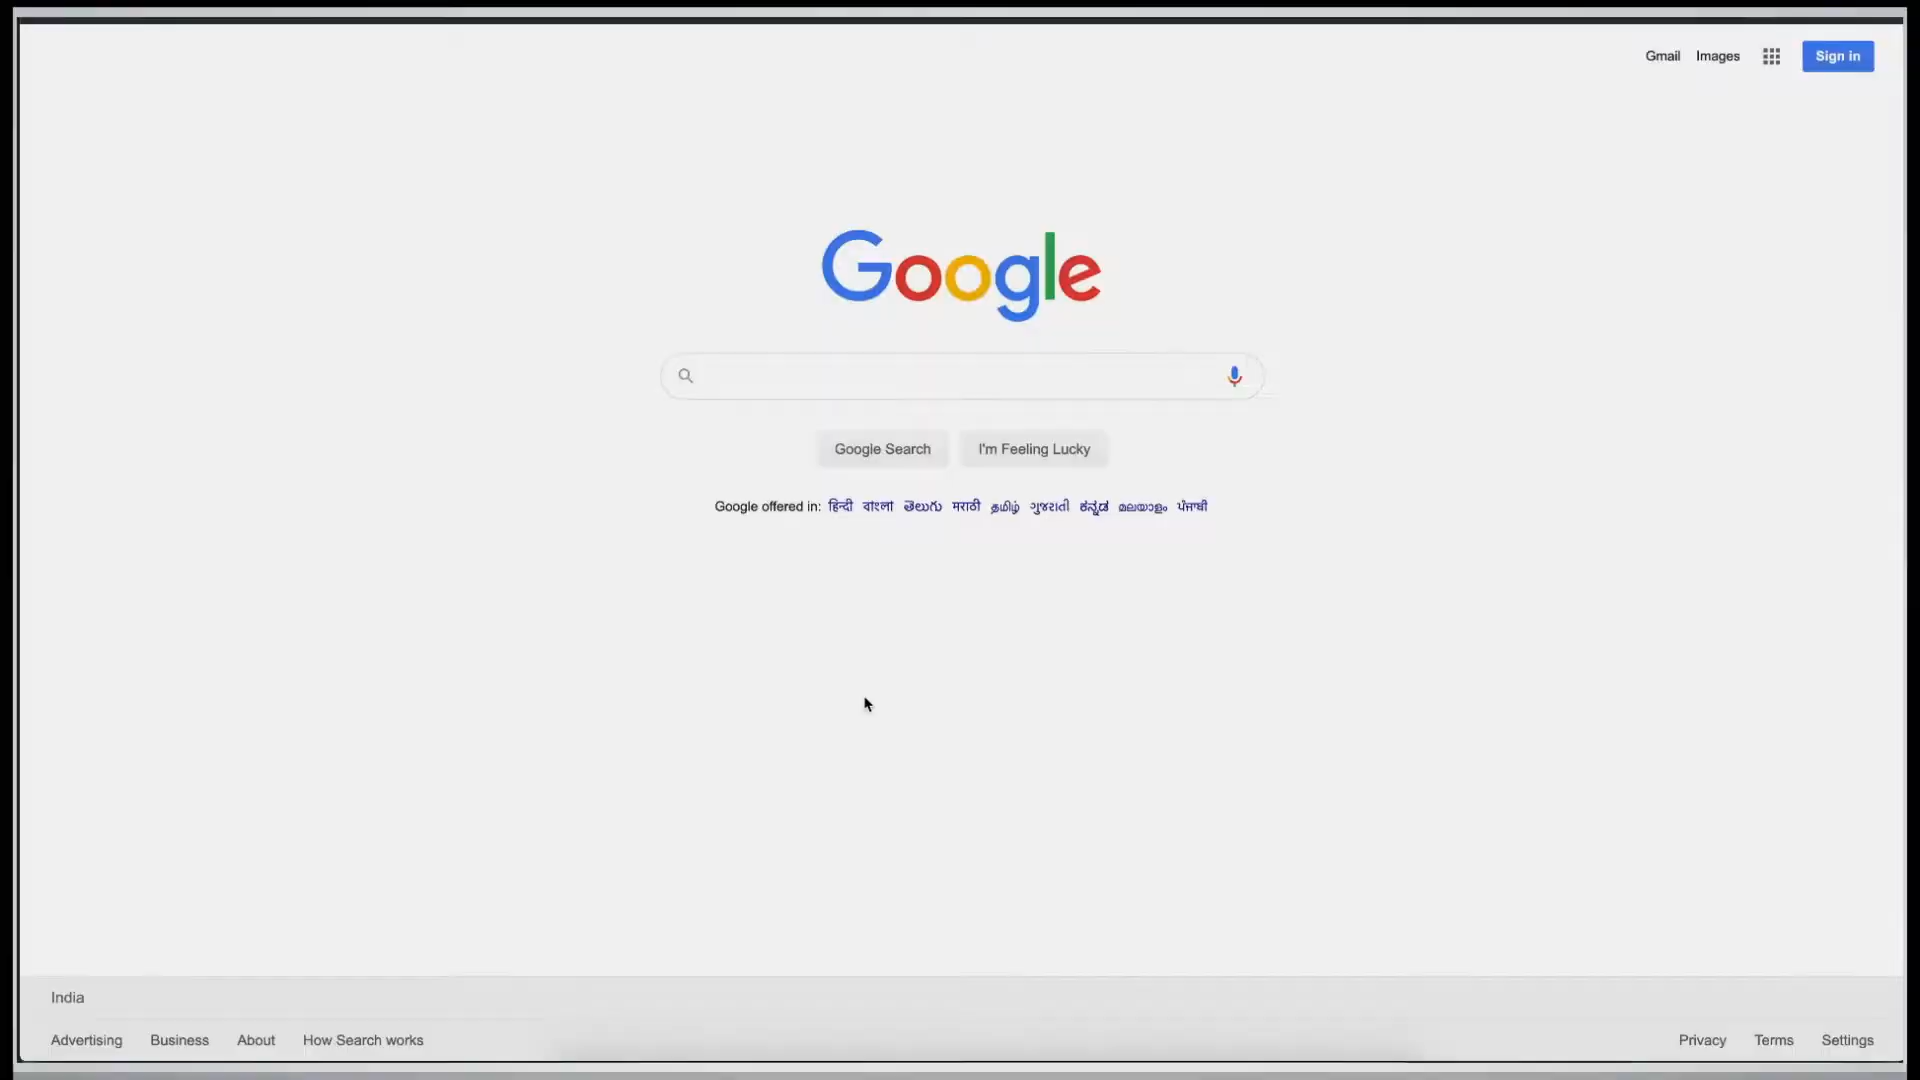 Gmail Images Sign in
Google
Google Search I'm Feeling Lucky
Google offered in: हिन्दी বাংলা తెలుగు मराठी தமிழ் ગુજરાતી ಕನ್ನಡ മലയാളം ਪੰਜਾਬੀ
India
Advertising Business About How Search works Privacy Terms Settings